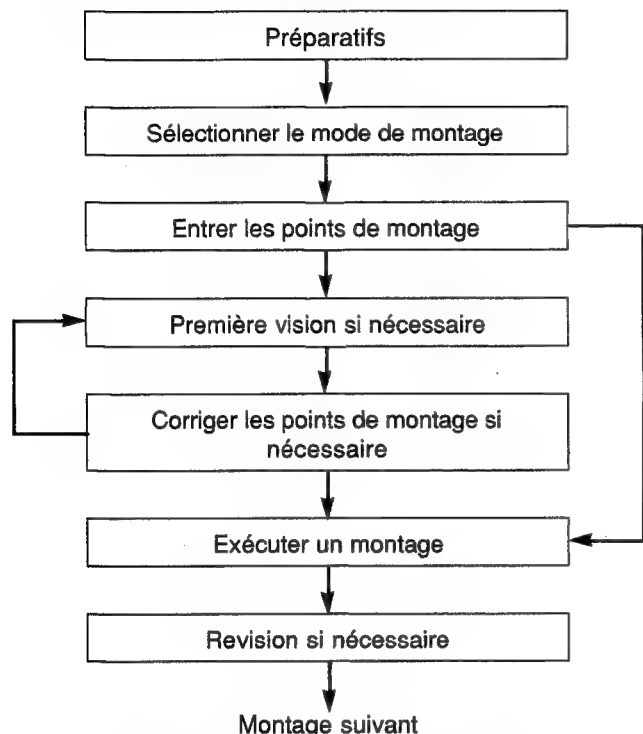 Préparatifs
Sélectionner le mode de montage
Entrer les points de montage
Première vision si nécessaire
Corriger les points de montage si
nécessaire
Exécuter un montage
Revision si nécessaire
Montage suivant